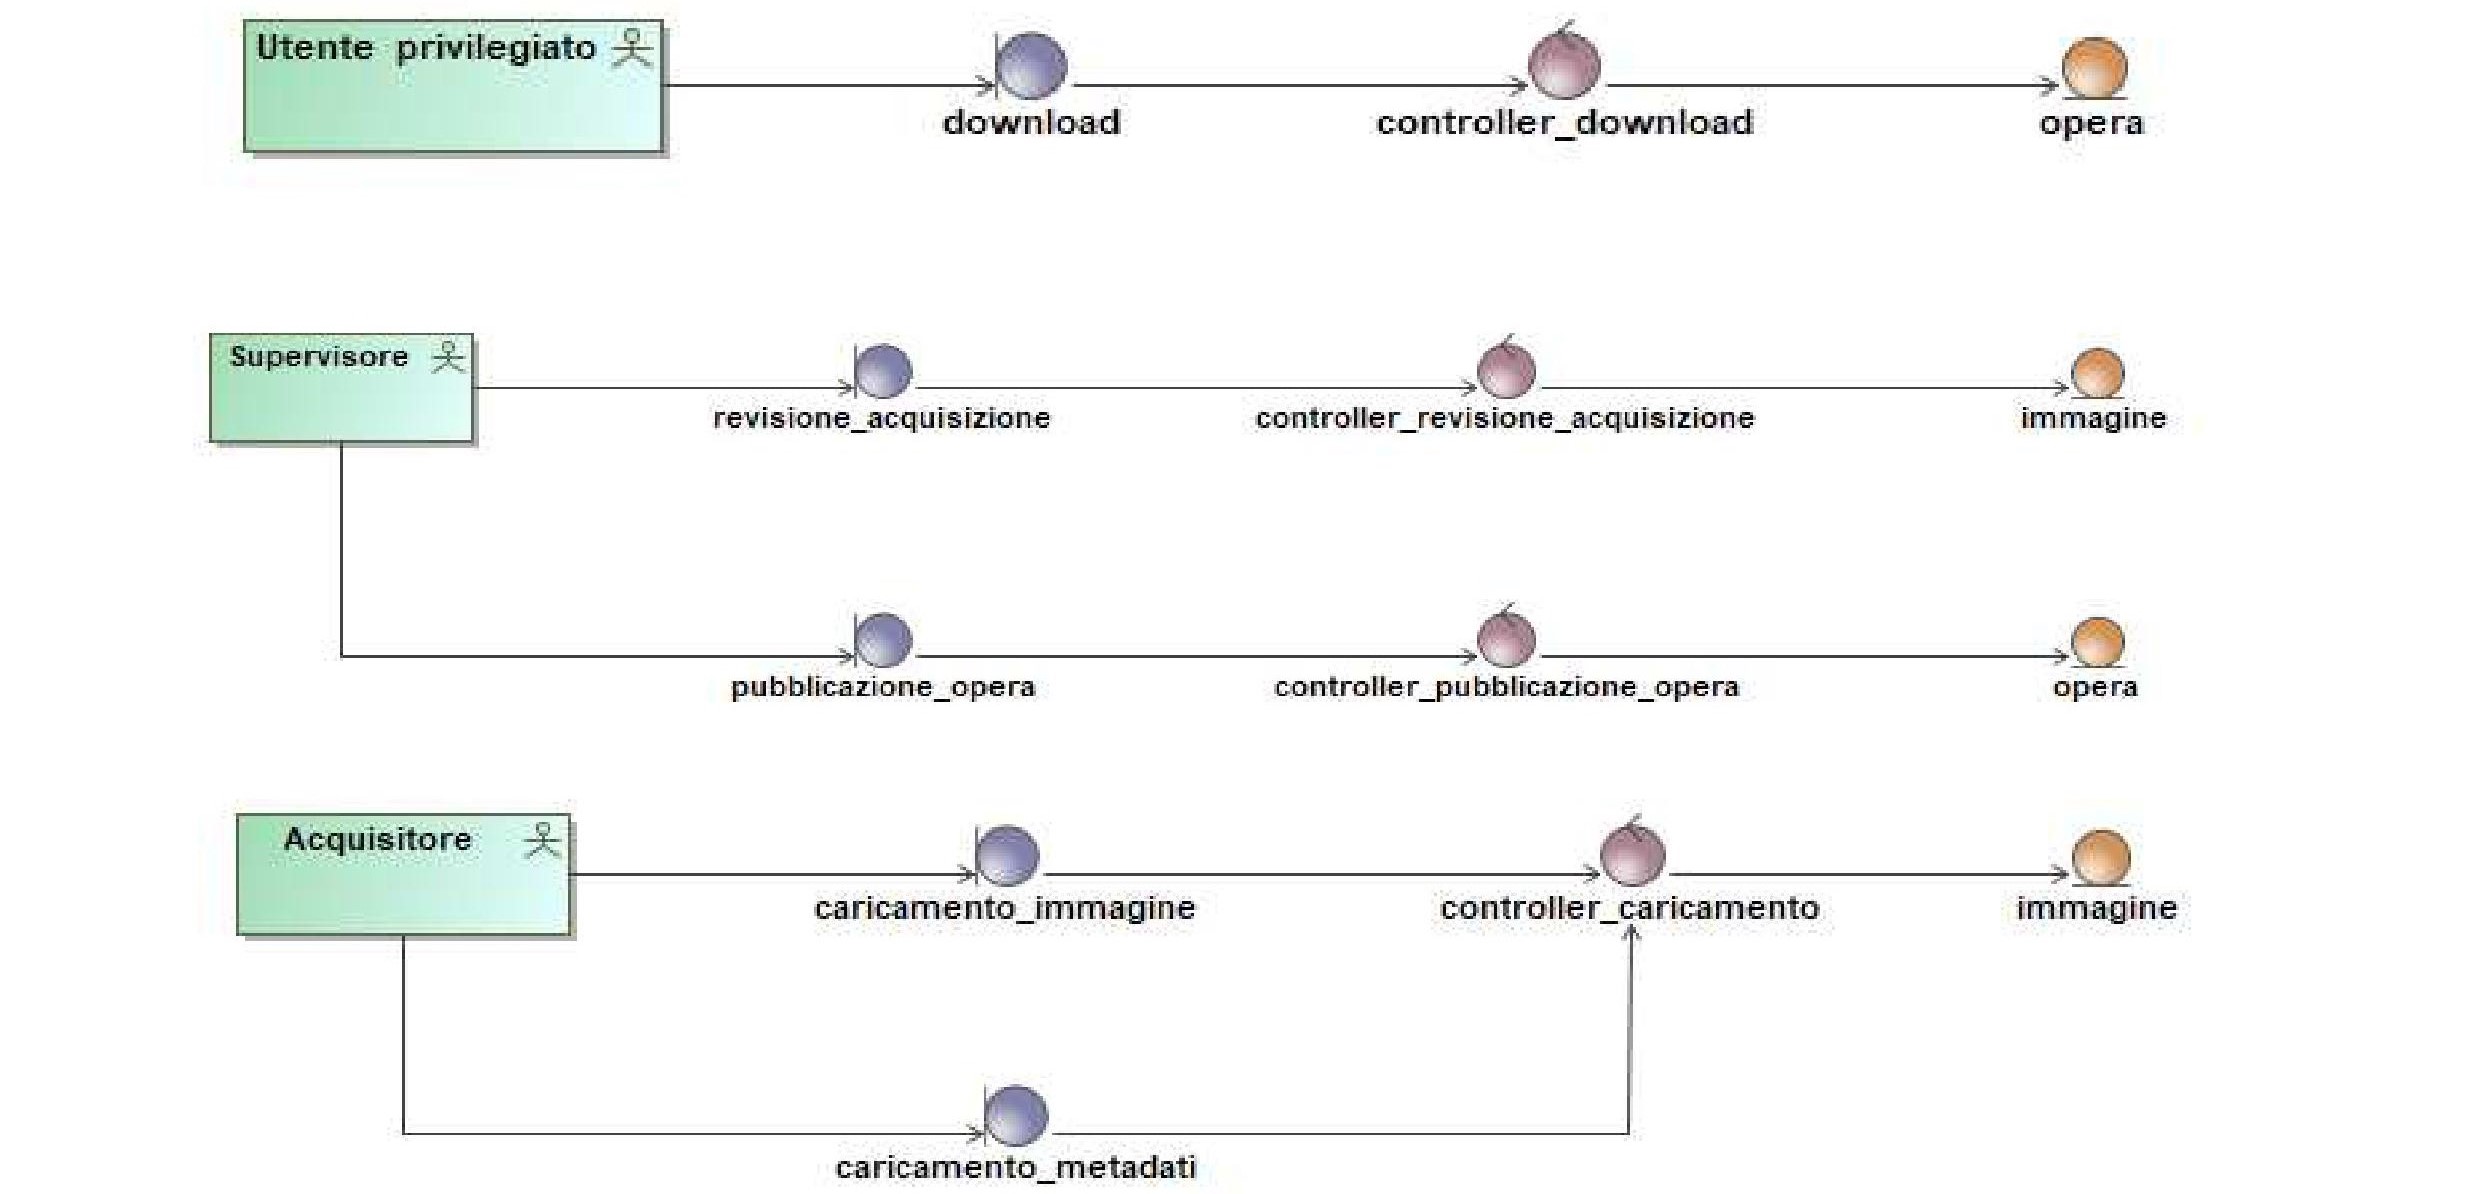 Utente privilegiato
download
controller_download
opera
Supervisore
revisione_acquisizione
controller_revisione_acquisizione
immagine
pubblicazione_opera
controller_pubblicazione_opera
opera
Acquisitore
caricamento_immagine
controller_caricamento
immagine
caricamento_metadati